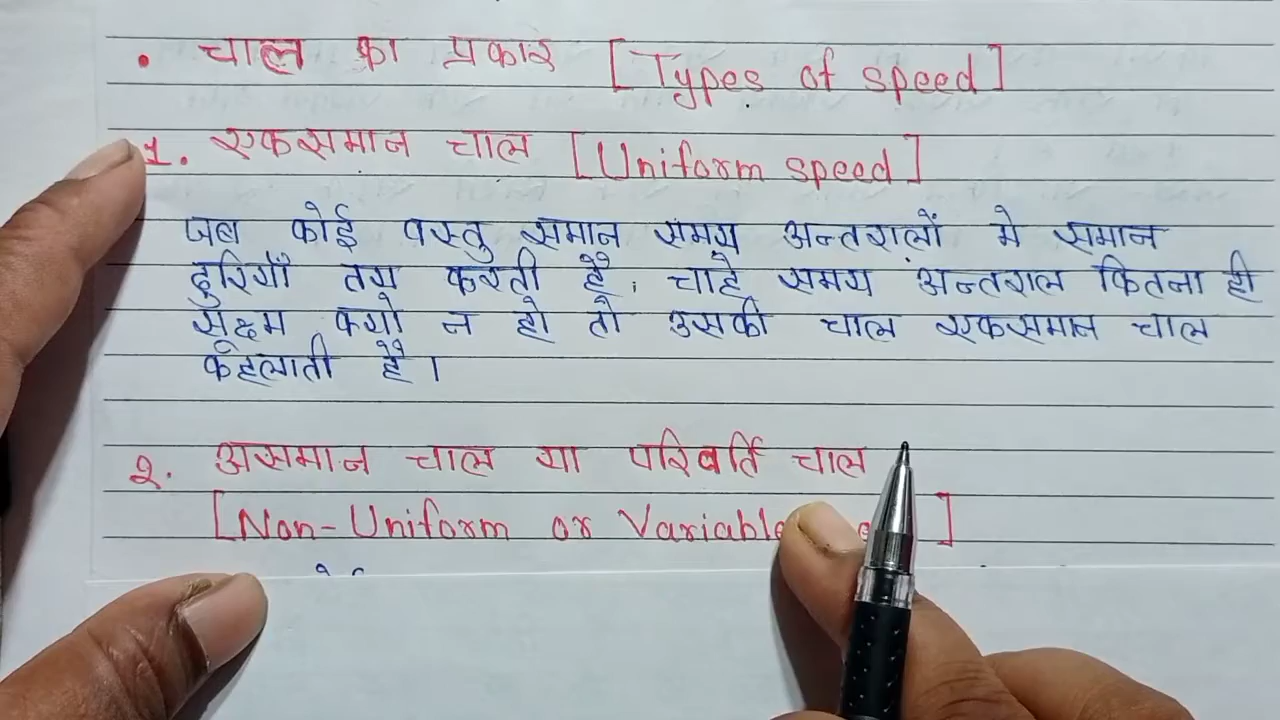 • चाल का प्रकार [Types of speed]
1. एकसमान चाल [Uniform speed]
जब कोई वस्तु समान समय अन्तरालों मे समान
दुरियाँ तय करती हैं, चाहे समय अन्तराल कितना ही
सुक्ष्म क्यो न हो तो उसकी चाल एकसमान चाल
कहलाती हैं।
2. असमान चाल या परिवर्ति चाल
[Non-Uniform or Variable ]